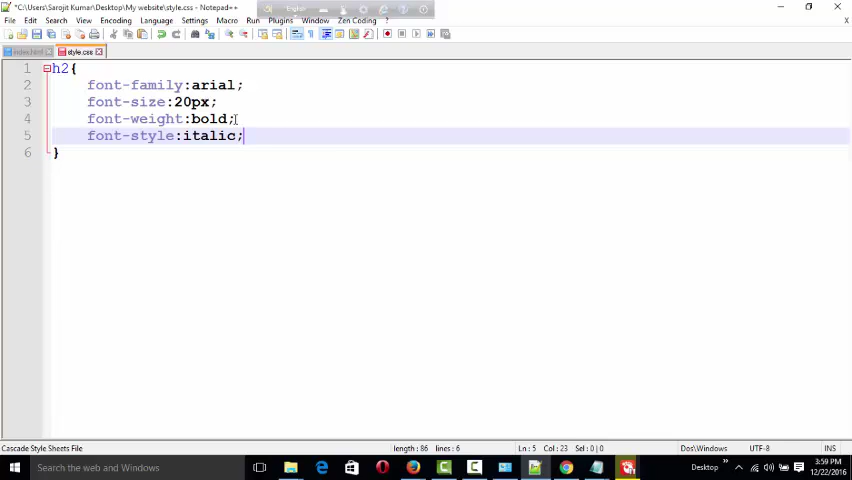 *C:\Users\Sarojit Kumar\Desktop\My website\style.css - Notepad++
English
File Edit Search View Encoding Language Settings Macro Run Plugins Window Zen Coding ?
index.html style.css
1 h2{
2 font-family:arial;
3 font-size:20px;
4 font-weight:bold;
5 font-style:italic;
6 }
Cascade Style Sheets File length : 86 lines : 6 Ln : 5 Col : 23 Sel : 0 | 0 Dos\Windows UTF-8 INS
Search the web and Windows
Desktop
3:59 PM
12/22/2016